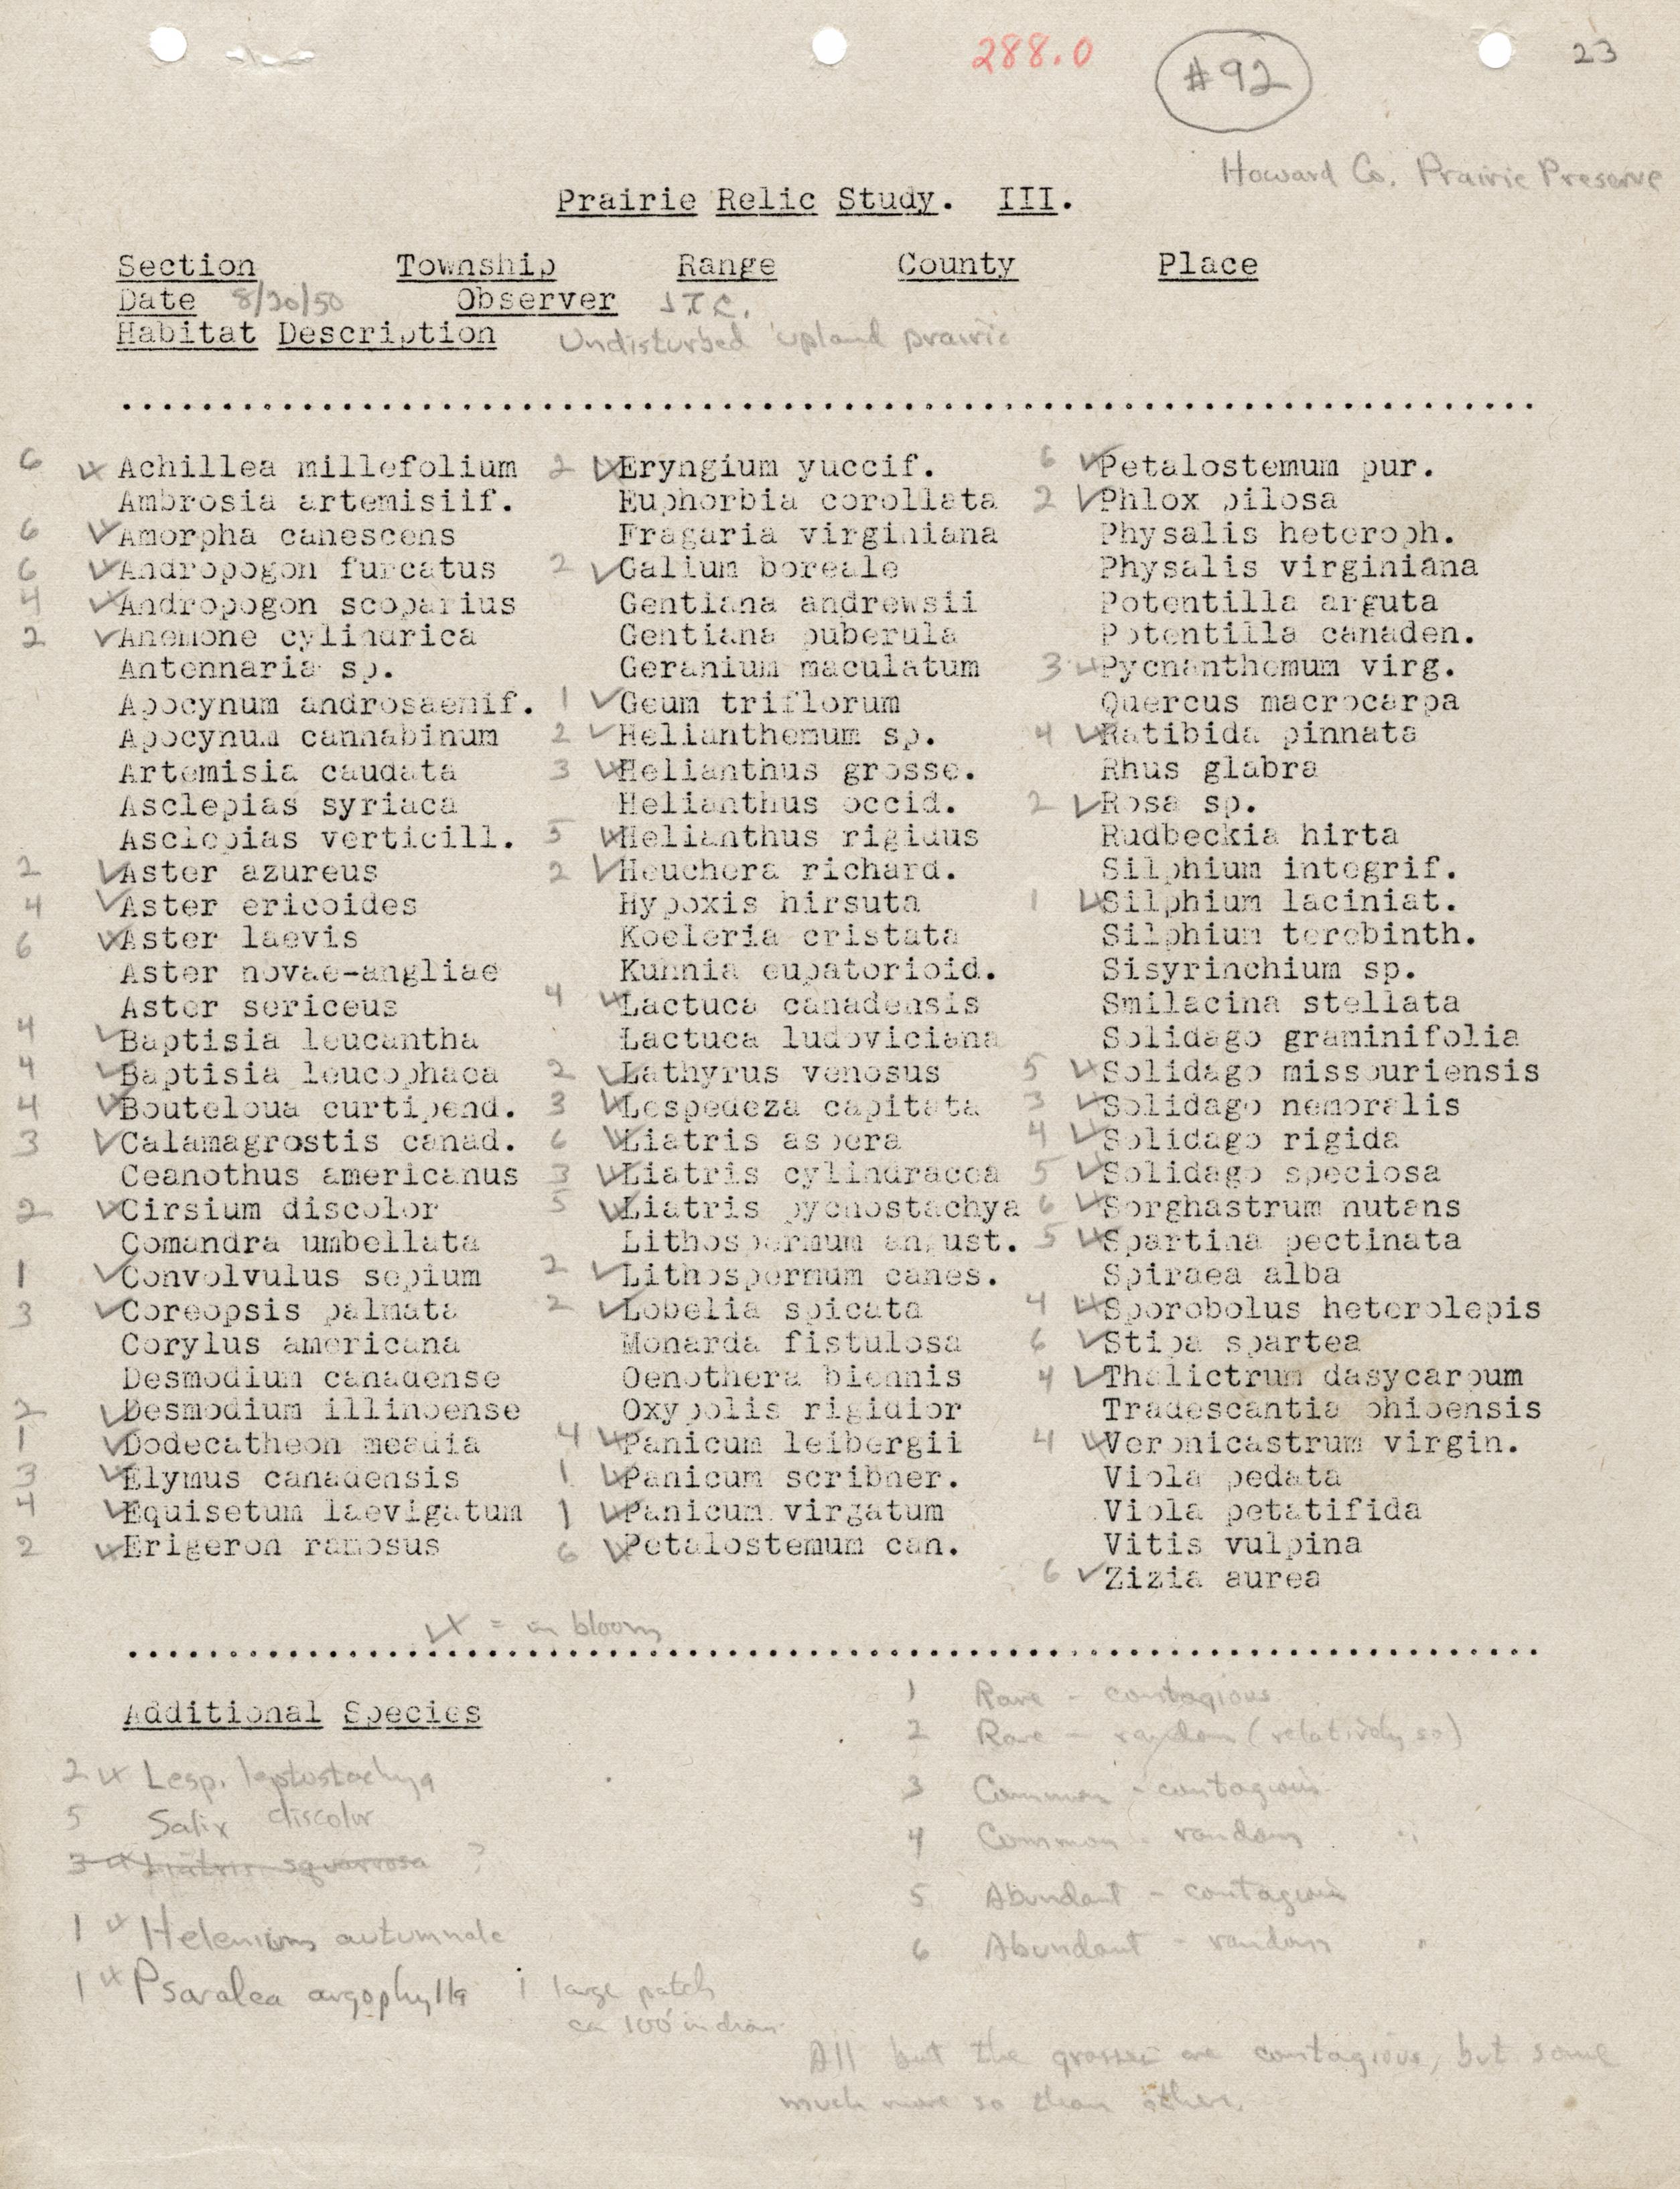 288.0 #92 23
Howard Co. Prairie Preserve
Prairie Relic Study. III.
Section Township Range County Place
Date 8/30/50 Observer J.T.C.
Habitat Description Undisturbed upland prairie
6 Achillea millefolium
Ambrosia artemisiif.
6 Amorpha canescens
6 Andropogon furcatus
4 Andropogon scoparius
2 ✓Anemone cylindrica
Antennaria sp.
Apocynum androsaemif.
Apocynum cannabinum
Artemisia caudata
Asclepias syriaca
Asclepias verticill.
2 ✓Aster azureus
4 ✓Aster ericoides
6 Aster laevis
Aster novae-angliae
Aster sericeus
4 ✓Baptisia leucantha
4 ✓Baptisia leucophaea
4 Bouteloua curtipend.
3 ✓Calamagrostis canad.
Ceanothus americanus
2 Cirsium discolor
Comandra umbellata
1 ✓Convolvulus sepium
3 ✓Coreopsis palmata
Corylus americana
Desmodium canadense
2 ✓Desmodium illinoense
1 ✓Dodecatheon meadia
3 Elymus canadensis
4 ✓Equisetum laevigatum
2 Erigeron ramosus
2 Eryngium yuccif.
Euphorbia corollata
Fragaria virginiana
2 ✓Galium boreale
Gentiana andrewsii
Gentiana puberula
Geranium maculatum
1 ✓Geum triflorum
2 ✓Helianthemum sp.
3 Helianthus grosse.
Helianthus occid.
5 Helianthus rigidus
2 ✓Heuchera richard.
Hypoxis hirsuta
Koeleria cristata
Kuhnia eupatorioid.
4 Lactuca canadensis
Lactuca ludoviciana
2 ✓Lathyrus venosus
3 Lespedeza capitata
6 Liatris aspera
3 Liatris cylindracea
5 Liatris pycnostachya
Lithospermum angust.
2 ✓Lithospermum canes.
2 ✓Lobelia spicata
Monarda fistulosa
Oenothera biennis
Oxypolis rigidior
4 Panicum leibergii
1 Panicum scribner.
1 Panicum virgatum
6 Petalostemum can.
6 Petalostemum pur.
2 ✓Phlox pilosa
Physalis heteroph.
Physalis virginiana
Potentilla arguta
Potentilla canaden.
3 Pycnanthemum virg.
Quercus macrocarpa
4 Ratibida pinnata
Rhus glabra
2 ✓Rosa sp.
Rudbeckia hirta
Silphium integrif.
1 Silphium laciniat.
Silphium terebinth.
Sisyrinchium sp.
Smilacina stellata
Solidago graminifolia
5 Solidago missouriensis
3 Solidago nemoralis
4 Solidago rigida
5 Solidago speciosa
6 Sorghastrum nutans
5 Spartina pectinata
Spiraea alba
4 Sporobolus heterolepis
6 ✓Stipa spartea
4 ✓Thalictrum dasycarpum
Tradescantia ohioensis
4 Veronicastrum virgin.
Viola pedata
Viola petatifida
Vitis vulpina
6 ✓Zizia aurea
= in bloom
Additional Species
2 Lesp. leptostachya
5 Salix discolor
3 Liatris squarrosa ?
1 Helenium autumnale
1 Psoralea argophylla 1 large patch
ca 100' in diam.
1 Rare - contagious
2 Rare - random (relatively so)
3 Common - contagious
4 Common - random "
5 Abundant - contagious
6 Abundant - random "
All but the grasses are contagious, but some
much more so than others.